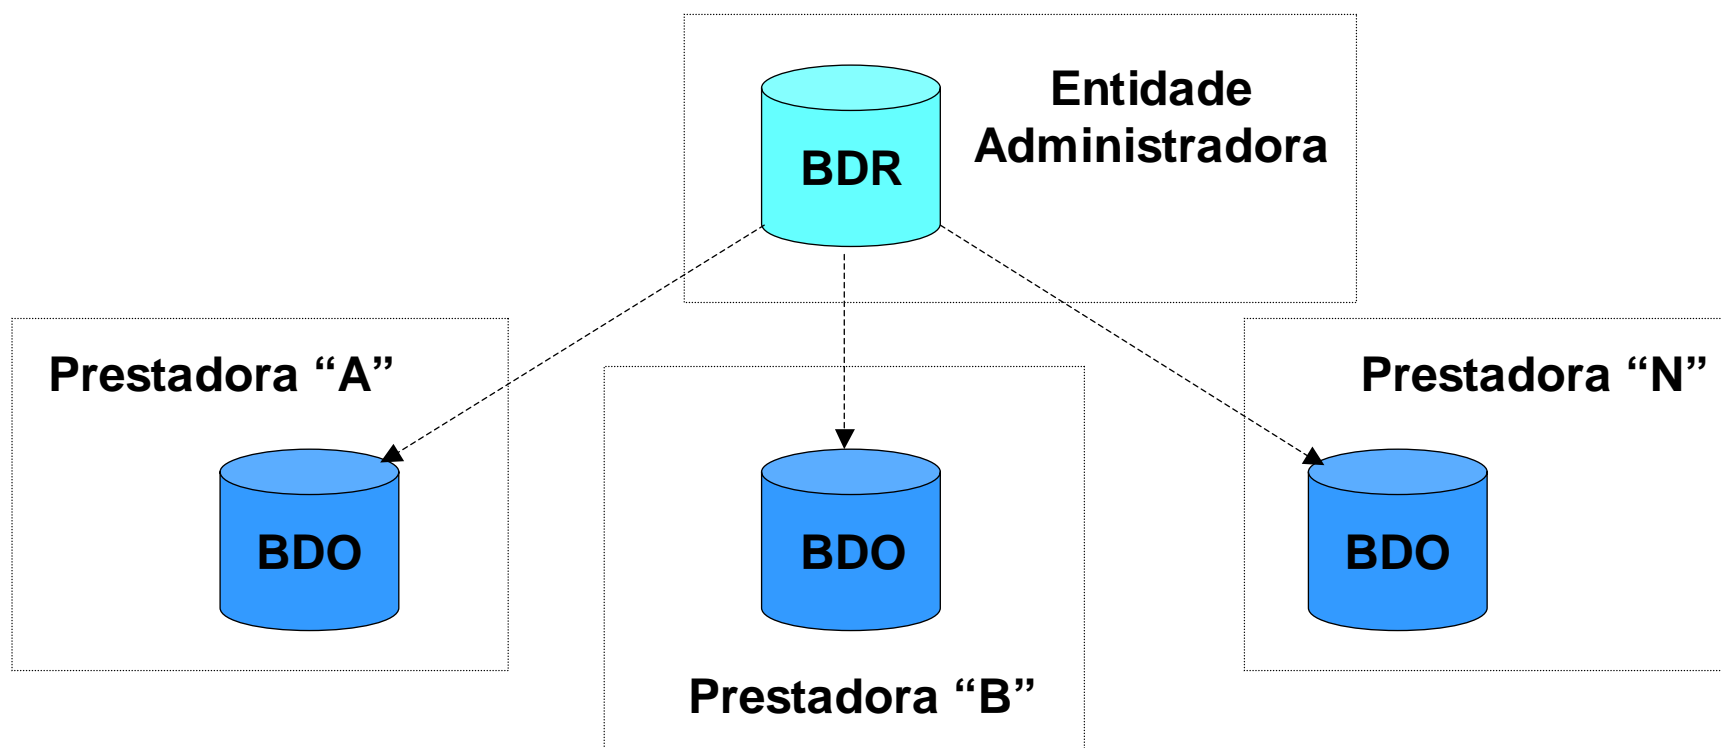 Entidade
Administradora
BDR
Prestadora “A”
Prestadora “N”
BDO
BDO
BDO
Prestadora “B”